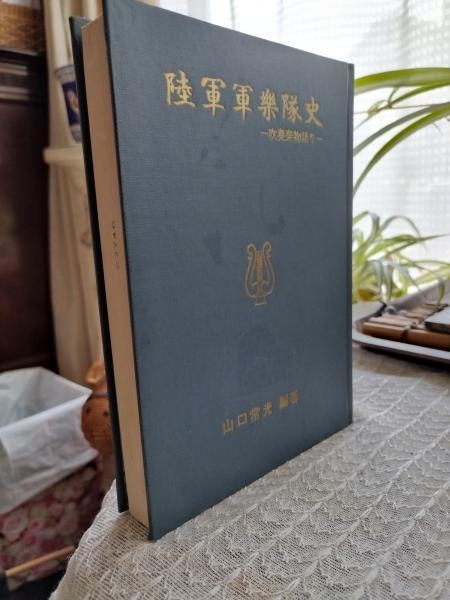 陸軍軍樂隊史
―吹奏楽物語り―
山口常光 編著